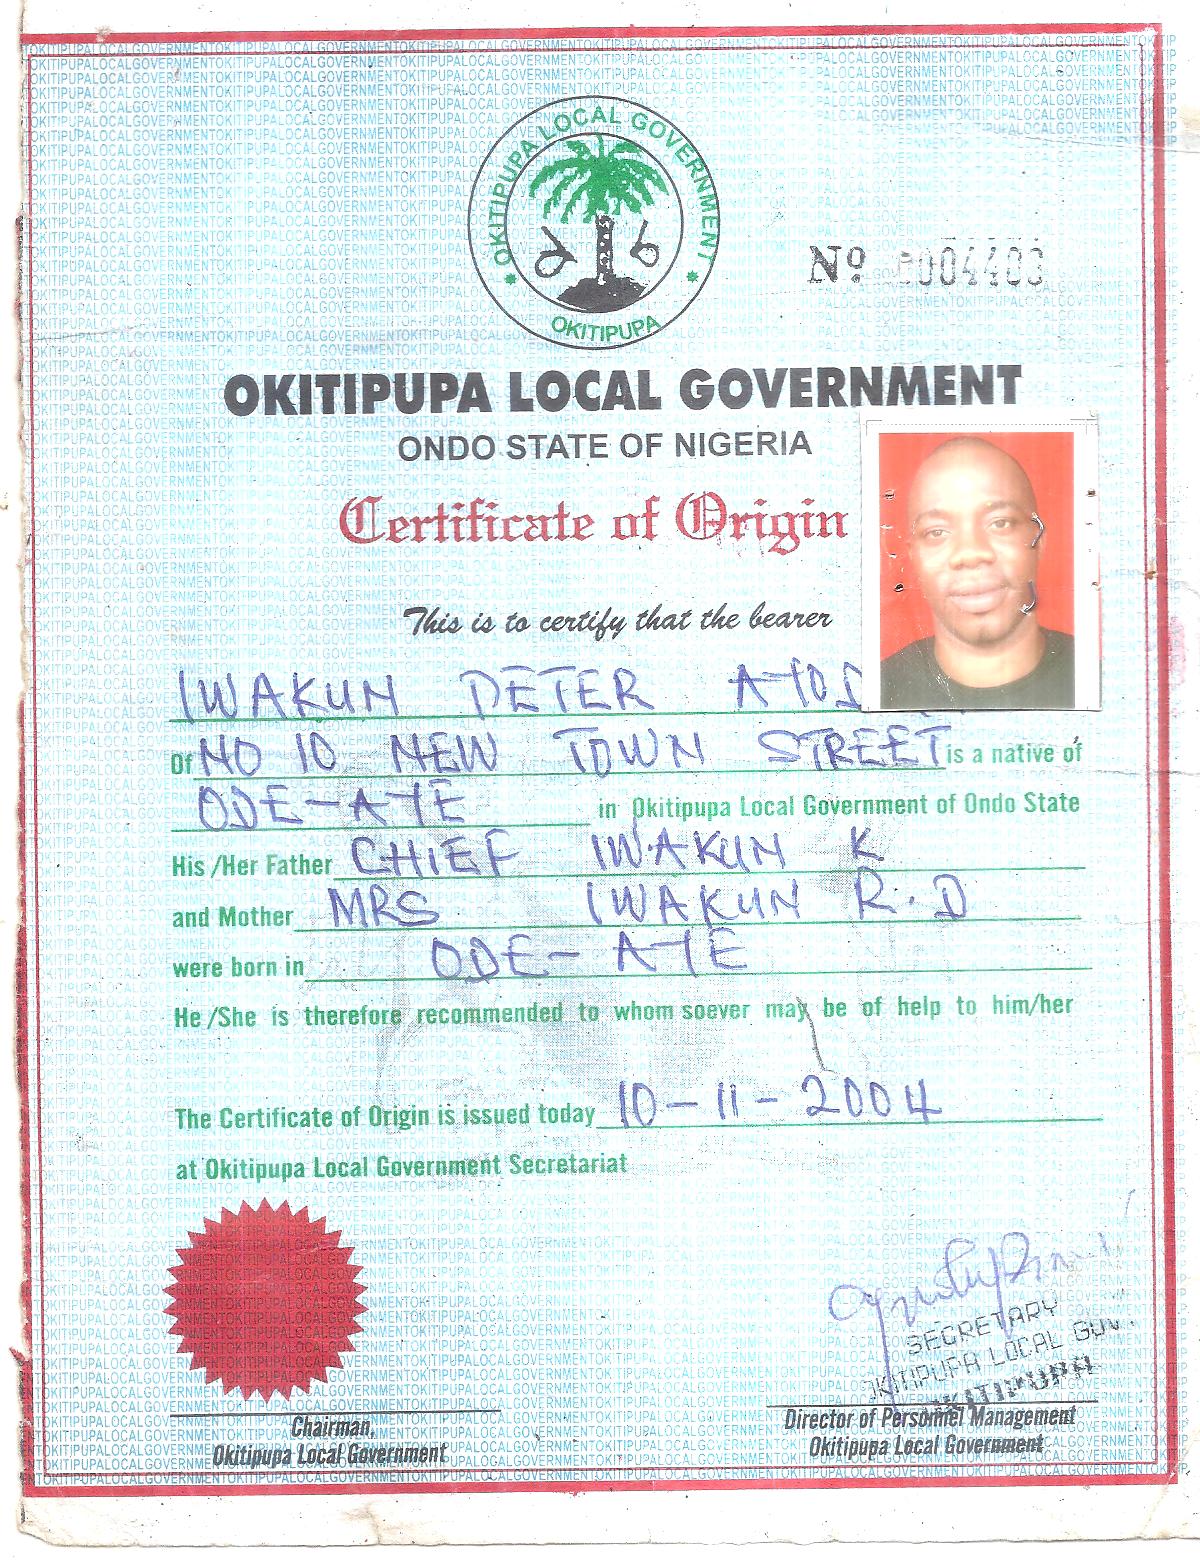 OKITIPUPA LOCAL GOVERNMENT
OKITIPUPA
No 0004403
OKITIPUPA LOCAL GOVERNMENT
ONDO STATE OF NIGERIA
Certificate of Origin
This is to certify that the bearer
IWAKUN PETER
Of NO 10 NEW TOWN STREET is a native of
ODE-AYE in Okitipupa Local Government of Ondo State
His /Her Father CHIEF IWAKUN K
and Mother MRS IWAKUN R.D
were born in ODE-AYE
He /She is therefore recommended to whom soever may be of help to him/her
The Certificate of Origin is issued today 10-11-2004
at Okitipupa Local Government Secretariat
SECRETARY
OKITIPUPA LOCAL GOV.
OKITIPUPA
Chairman,
Okitipupa Local Government
Director of Personnel Management
Okitipupa Local Government